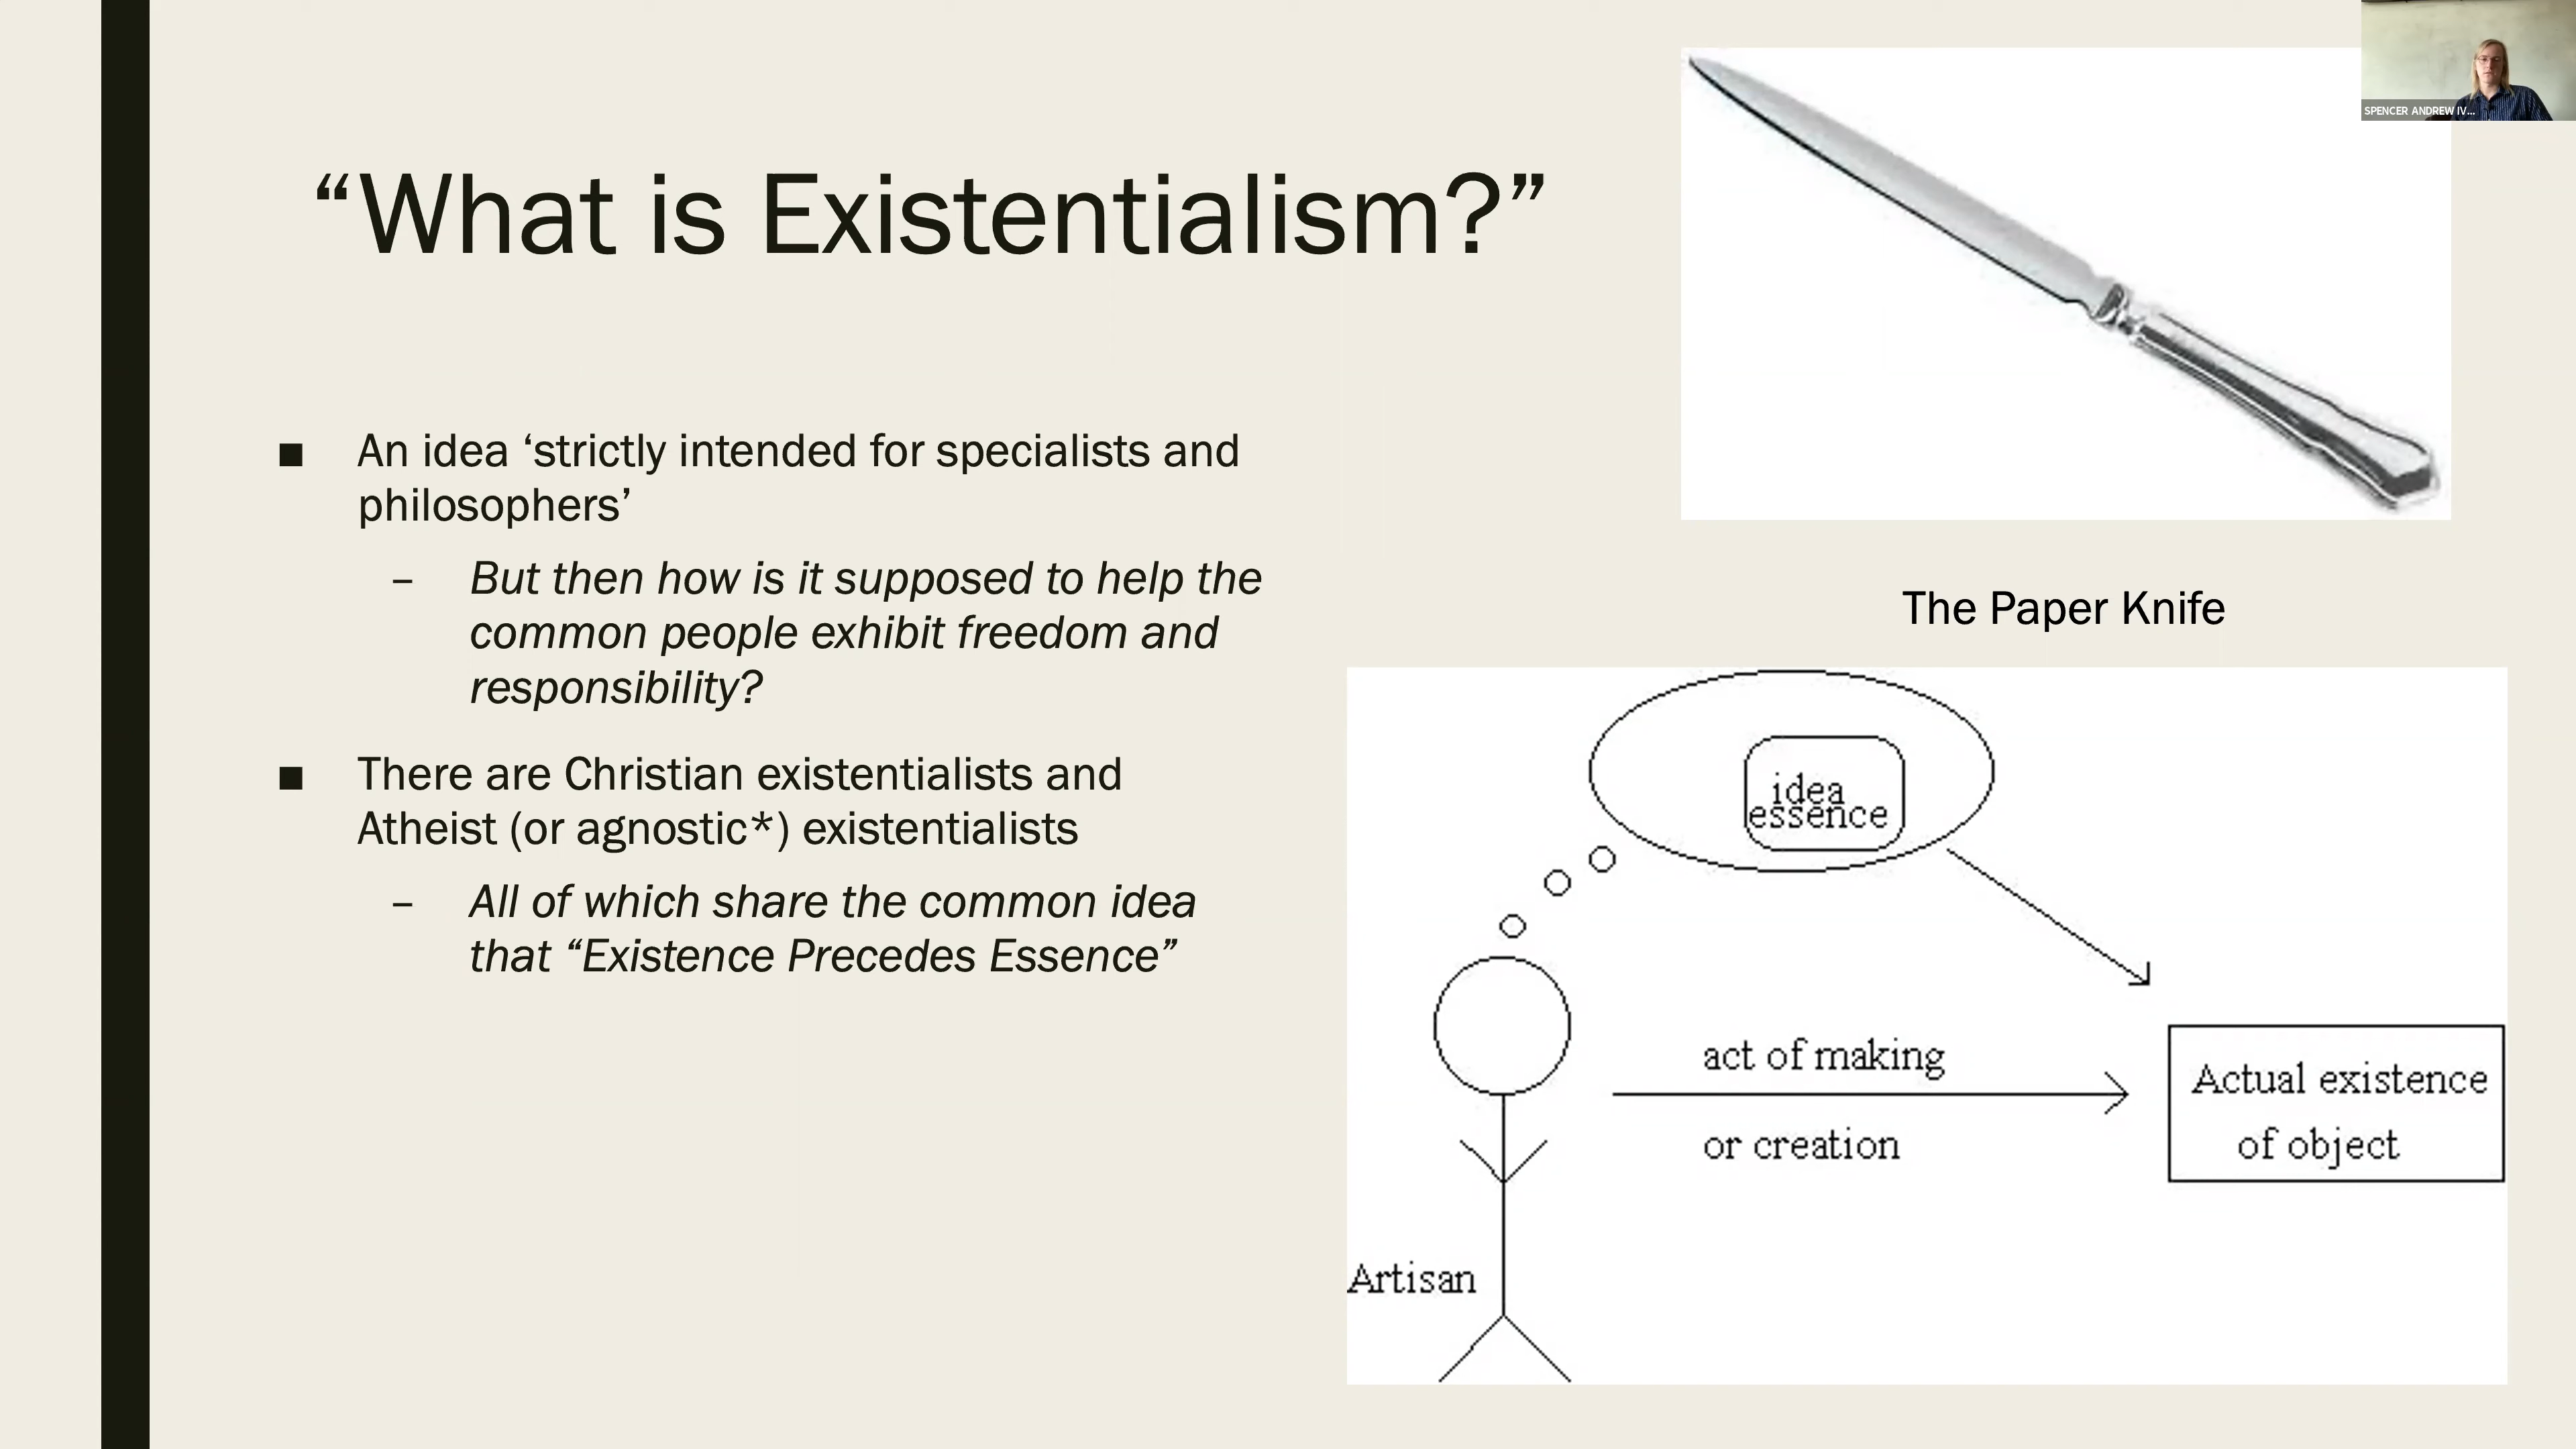 SPENCER ANDREW IV...
“What is Existentialism?”
■ An idea ‘strictly intended for specialists and
philosophers’
– But then how is it supposed to help the
common people exhibit freedom and
responsibility?
■ There are Christian existentialists and
Atheist (or agnostic*) existentialists
– All of which share the common idea
that “Existence Precedes Essence”
The Paper Knife
idea
essence
act of making
or creation
Actual existence
of object
Artisan